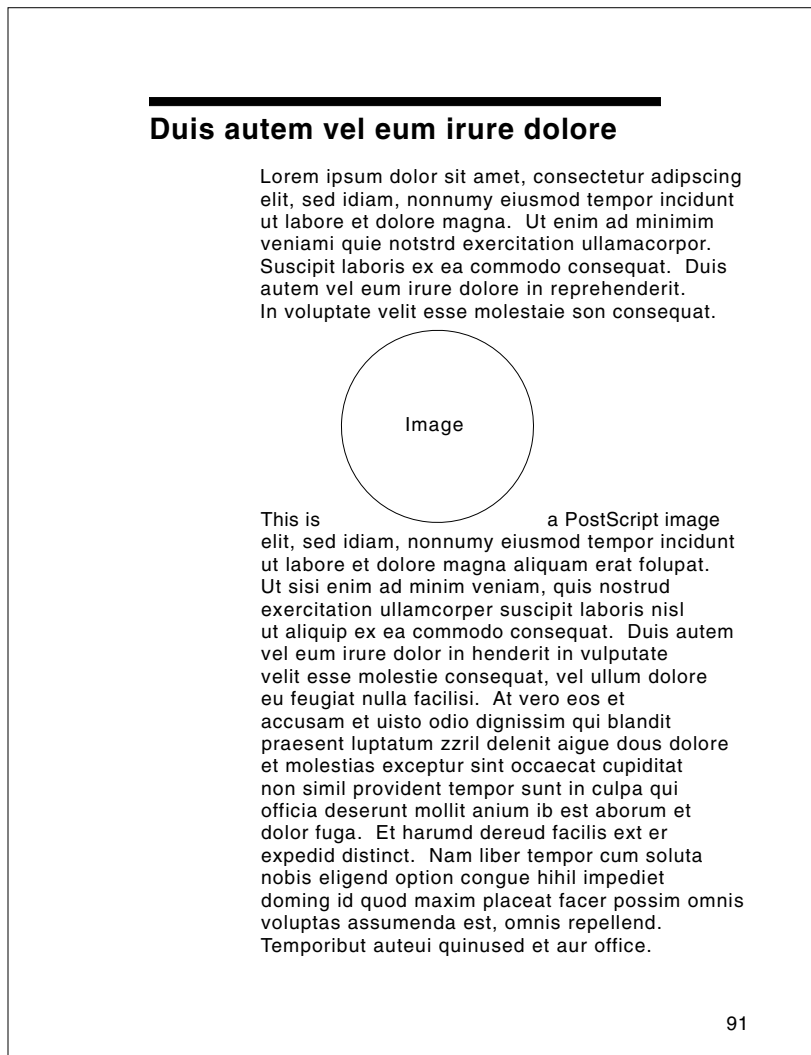 Duis autem vel eum irure dolore
Lorem ipsum dolor sit amet, consectetur adipscing
elit, sed idiam, nonnumy eiusmod tempor incidunt
ut labore et dolore magna.  Ut enim ad minimim
veniami quie notstrd exercitation ullamacorpor.
Suscipit laboris ex ea commodo consequat.  Duis
autem vel eum irure dolore in reprehenderit.
In voluptate velit esse molestaie son consequat.
Image
This is a PostScript image
elit, sed idiam, nonnumy eiusmod tempor incidunt
ut labore et dolore magna aliquam erat folupat.
Ut sisi enim ad minim veniam, quis nostrud
exercitation ullamcorper suscipit laboris nisl
ut aliquip ex ea commodo consequat.  Duis autem
vel eum irure dolor in henderit in vulputate
velit esse molestie consequat, vel ullum dolore
eu feugiat nulla facilisi.  At vero eos et
accusam et uisto odio dignissim qui blandit
praesent luptatum zzril delenit aigue dous dolore
et molestias exceptur sint occaecat cupiditat
non simil provident tempor sunt in culpa qui
officia deserunt mollit anium ib est aborum et
dolor fuga.  Et harumd dereud facilis ext er
expedid distinct.  Nam liber tempor cum soluta
nobis eligend option congue hihil impediet
doming id quod maxim placeat facer possim omnis
voluptas assumenda est, omnis repellend.
Temporibut auteui quinused et aur office.
91